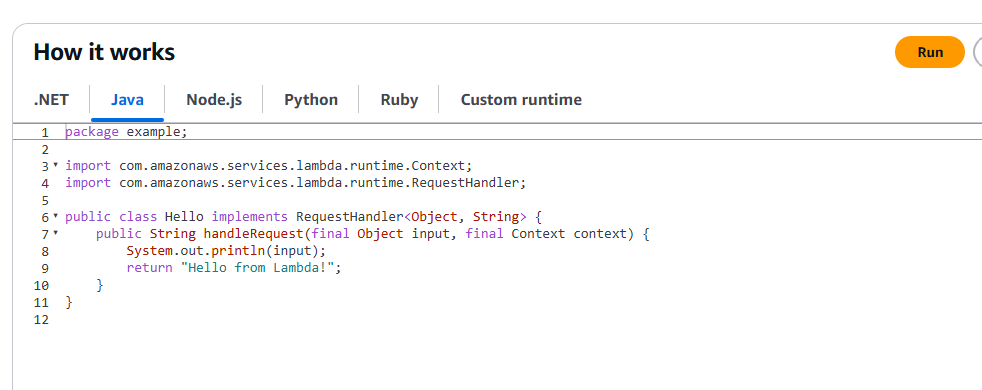 How it works
Run
.NET Java Node.js Python Ruby Custom runtime
1 package example;
2
3 import com.amazonaws.services.lambda.runtime.Context;
4 import com.amazonaws.services.lambda.runtime.RequestHandler;
5
6 public class Hello implements RequestHandler<Object, String> {
7     public String handleRequest(final Object input, final Context context) {
8         System.out.println(input);
9         return "Hello from Lambda!";
10     }
11 }
12